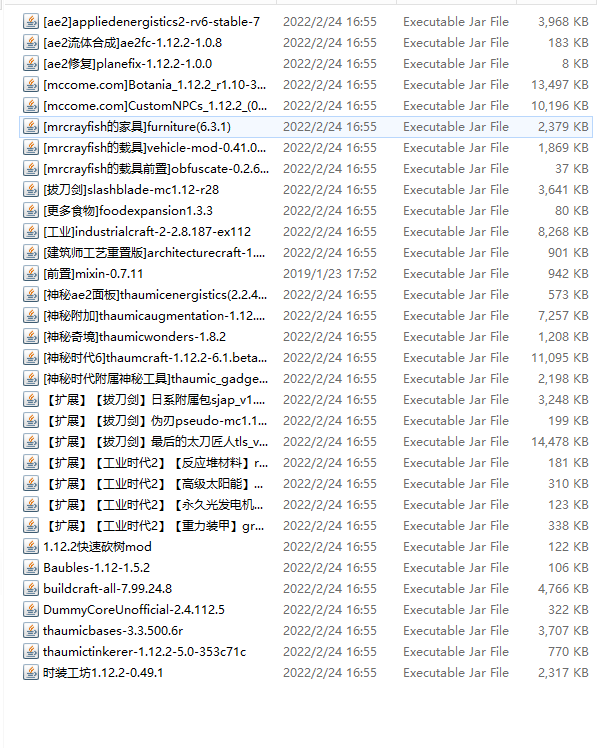 [ae2]appliedenergistics2-rv6-stable-7 2022/2/24 16:55 Executable Jar File 3,968 KB
[ae2流体合成]ae2fc-1.12.2-1.0.8 2022/2/24 16:55 Executable Jar File 183 KB
[ae2修复]planefix-1.12.2-1.0.0 2022/2/24 16:55 Executable Jar File 8 KB
[mccome.com]Botania_1.12.2_r1.10-3... 2022/2/24 16:55 Executable Jar File 13,497 KB
[mccome.com]CustomNPCs_1.12.2_(0... 2022/2/24 16:55 Executable Jar File 10,196 KB
[mrcrayfish的家具]furniture(6.3.1) 2022/2/24 16:55 Executable Jar File 2,379 KB
[mrcrayfish的载具]vehicle-mod-0.41.0... 2022/2/24 16:55 Executable Jar File 1,869 KB
[mrcrayfish的载具前置]obfuscate-0.2.6... 2022/2/24 16:55 Executable Jar File 37 KB
[拔刀剑]slashblade-mc1.12-r28 2022/2/24 16:55 Executable Jar File 3,641 KB
[更多食物]foodexpansion1.3.3 2022/2/24 16:55 Executable Jar File 80 KB
[工业]industrialcraft-2-2.8.187-ex112 2022/2/24 16:55 Executable Jar File 8,268 KB
[建筑师工艺重置版]architecturecraft-1.... 2022/2/24 16:55 Executable Jar File 901 KB
[前置]mixin-0.7.11 2019/1/23 17:52 Executable Jar File 942 KB
[神秘ae2面板]thaumicenergistics(2.2.4... 2022/2/24 16:55 Executable Jar File 573 KB
[神秘附加]thaumicaugmentation-1.12.... 2022/2/24 16:55 Executable Jar File 7,257 KB
[神秘奇境]thaumicwonders-1.8.2 2022/2/24 16:55 Executable Jar File 1,208 KB
[神秘时代6]thaumcraft-1.12.2-6.1.beta... 2022/2/24 16:55 Executable Jar File 11,095 KB
[神秘时代附属神秘工具]thaumic_gadge... 2022/2/24 16:55 Executable Jar File 2,198 KB
【扩展】【拔刀剑】日系附属包sjap_v1.... 2022/2/24 16:55 Executable Jar File 3,248 KB
【扩展】【拔刀剑】伪刃pseudo-mc1.1... 2022/2/24 16:55 Executable Jar File 199 KB
【扩展】【拔刀剑】最后的太刀匠人tls_v... 2022/2/24 16:55 Executable Jar File 14,478 KB
【扩展】【工业时代2】【反应堆材料】r... 2022/2/24 16:55 Executable Jar File 181 KB
【扩展】【工业时代2】【高级太阳能】... 2022/2/24 16:55 Executable Jar File 310 KB
【扩展】【工业时代2】【永久光发电机... 2022/2/24 16:55 Executable Jar File 123 KB
【扩展】【工业时代2】【重力装甲】gr... 2022/2/24 16:55 Executable Jar File 338 KB
1.12.2快速砍树mod 2022/2/24 16:55 Executable Jar File 122 KB
Baubles-1.12-1.5.2 2022/2/24 16:55 Executable Jar File 106 KB
buildcraft-all-7.99.24.8 2022/2/24 16:55 Executable Jar File 4,766 KB
DummyCoreUnofficial-2.4.112.5 2022/2/24 16:55 Executable Jar File 322 KB
thaumicbases-3.3.500.6r 2022/2/24 16:55 Executable Jar File 3,707 KB
thaumictinkerer-1.12.2-5.0-353c71c 2022/2/24 16:55 Executable Jar File 770 KB
时装工坊1.12.2-0.49.1 2022/2/24 16:55 Executable Jar File 2,317 KB